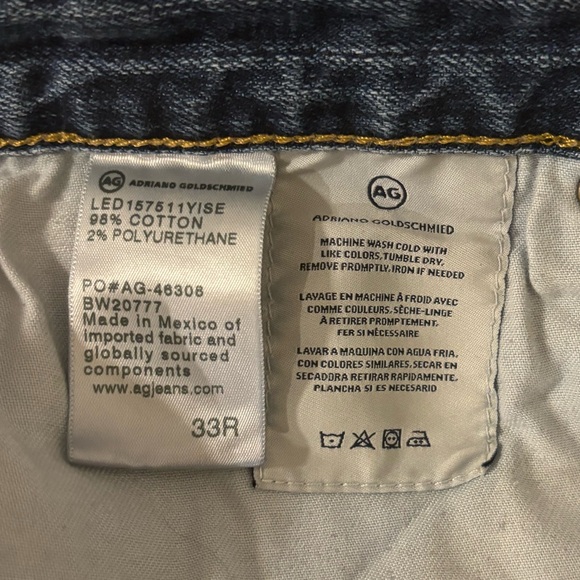 AG ADRIANO GOLDSCHMIED
LED157511YISE
98% COTTON
2% POLYURETHANE
PO#AG-46306
BW20777
Made in Mexico of
imported fabric and
globally sourced
components
www.agjeans.com
33R
AG
ADRIANO GOLDSCHMIED
MACHINE WASH COLD WITH
LIKE COLORS, TUMBLE DRY,
REMOVE PROMPTLY, IRON IF NEEDED
LAVAGE EN MACHINE À FROID AVEC
COMME COULEURS, SÈCHE-LINGE
À RETIRER PROMPTEMENT,
FER SI NÉCESSAIRE
LAVAR A MAQUINA CON AGUA FRIA,
CON COLORES SIMILARES, SECAR EN
SECADORA RETIRAR RAPIDAMENTE,
PLANCHA SI ES NECESARIO